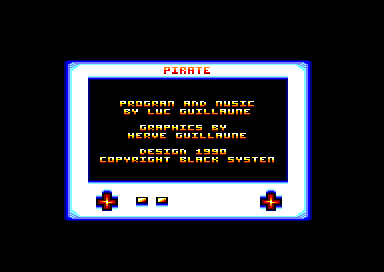 PIRATE
PROGRAM AND MUSIC
BY LUC GUILLAUME
GRAPHICS BY
HERVE GUILLAUME
DESIGN 1990
COPYRIGHT BLACK SYSTEM